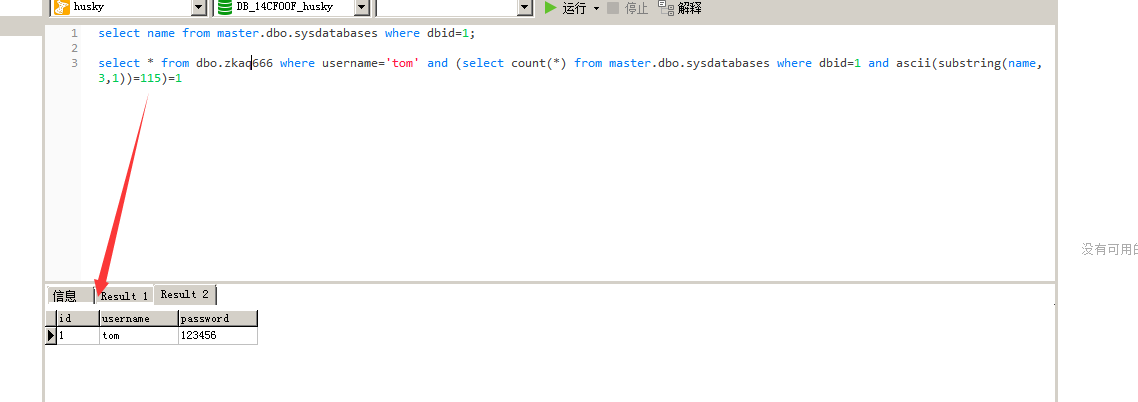 husky DB_14CF00F_husky 运行 停止 解释
1 select name from master.dbo.sysdatabases where dbid=1;
2
3 select * from dbo.zkaq666 where username='tom' and (select count(*) from master.dbo.sysdatabases where dbid=1 and ascii(substring(name,
3,1))=115)=1
没有可用的
信息 Result 1 Result 2
id username password
1 tom 123456